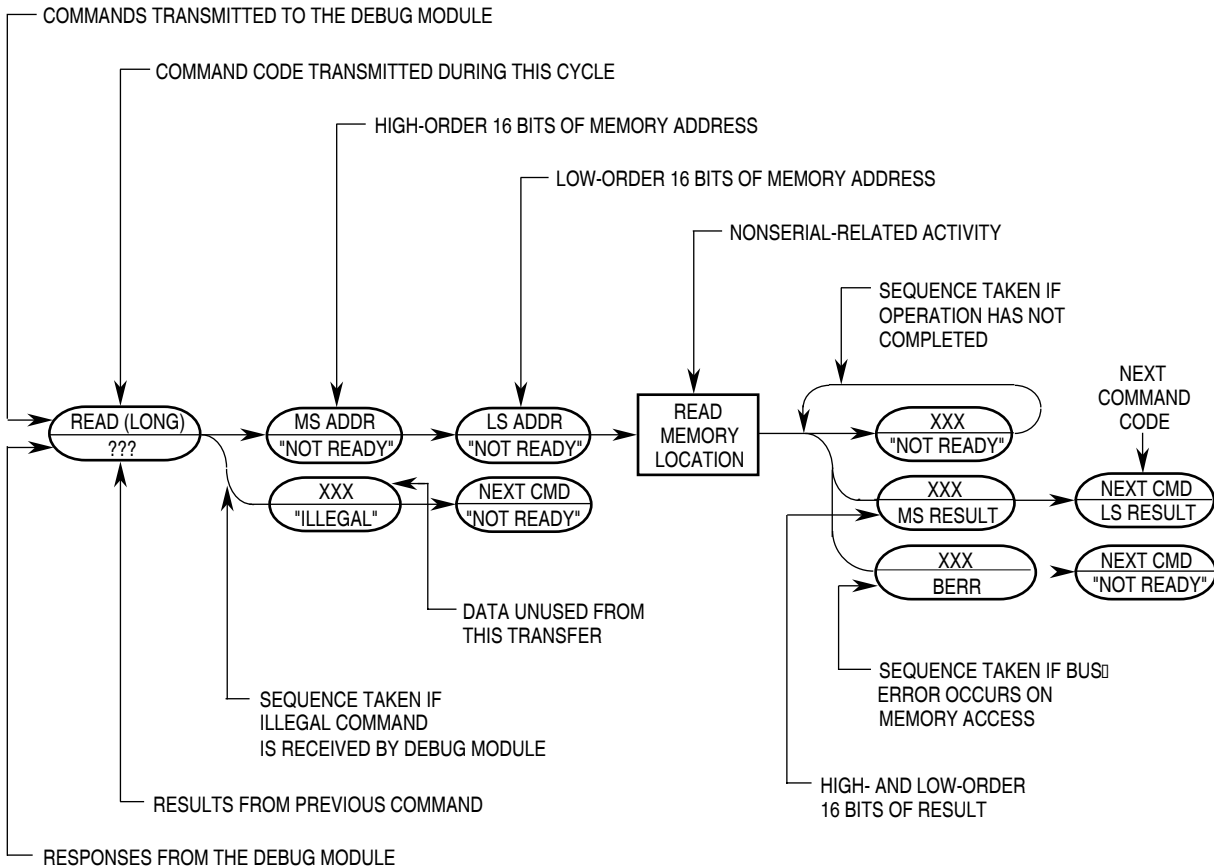 COMMANDS TRANSMITTED TO THE DEBUG MODULE
COMMAND CODE TRANSMITTED DURING THIS CYCLE
HIGH-ORDER 16 BITS OF MEMORY ADDRESS
LOW-ORDER 16 BITS OF MEMORY ADDRESS
NONSERIAL-RELATED ACTIVITY
SEQUENCE TAKEN IF
OPERATION HAS NOT
COMPLETED
NEXT
COMMAND
CODE
READ (LONG)
???
MS ADDR
"NOT READY"
LS ADDR
"NOT READY"
READ
MEMORY
LOCATION
XXX
"NOT READY"
XXX
"ILLEGAL"
NEXT CMD
"NOT READY"
XXX
MS RESULT
NEXT CMD
LS RESULT
XXX
BERR
NEXT CMD
"NOT READY"
DATA UNUSED FROM
THIS TRANSFER
SEQUENCE TAKEN IF BUS
ERROR OCCURS ON
MEMORY ACCESS
SEQUENCE TAKEN IF
ILLEGAL COMMAND
IS RECEIVED BY DEBUG MODULE
HIGH- AND LOW-ORDER
16 BITS OF RESULT
RESULTS FROM PREVIOUS COMMAND
RESPONSES FROM THE DEBUG MODULE